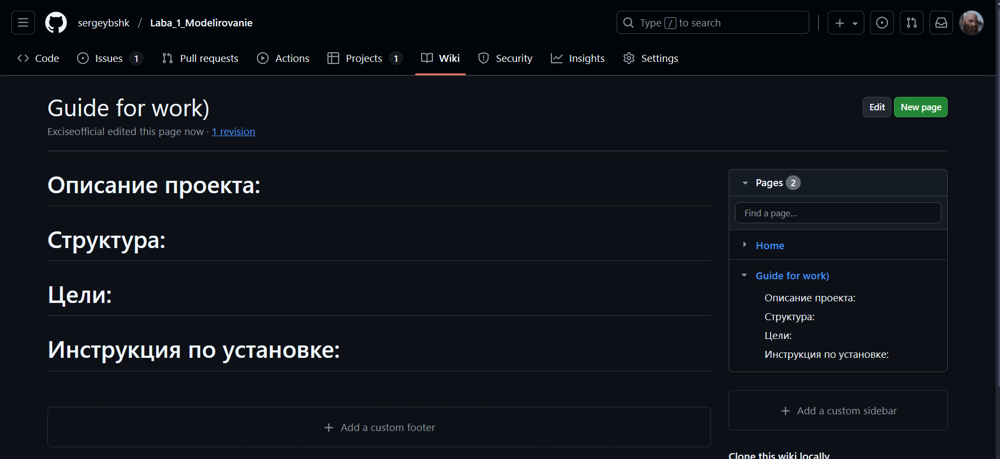 sergeybshk / Laba_1_Modelirovanie
Type / to search
Code
Issues 1
Pull requests
Actions
Projects 1
Wiki
Security
Insights
Settings
Guide for work)
Edit
New page
Exciseofficial edited this page now · 1 revision
Описание проекта:
Структура:
Цели:
Инструкция по установке:
Add a custom footer
Pages 2
Find a page...
Home
Guide for work)
Описание проекта:
Структура:
Цели:
Инструкция по установке:
Add a custom sidebar
Clone this wiki locally